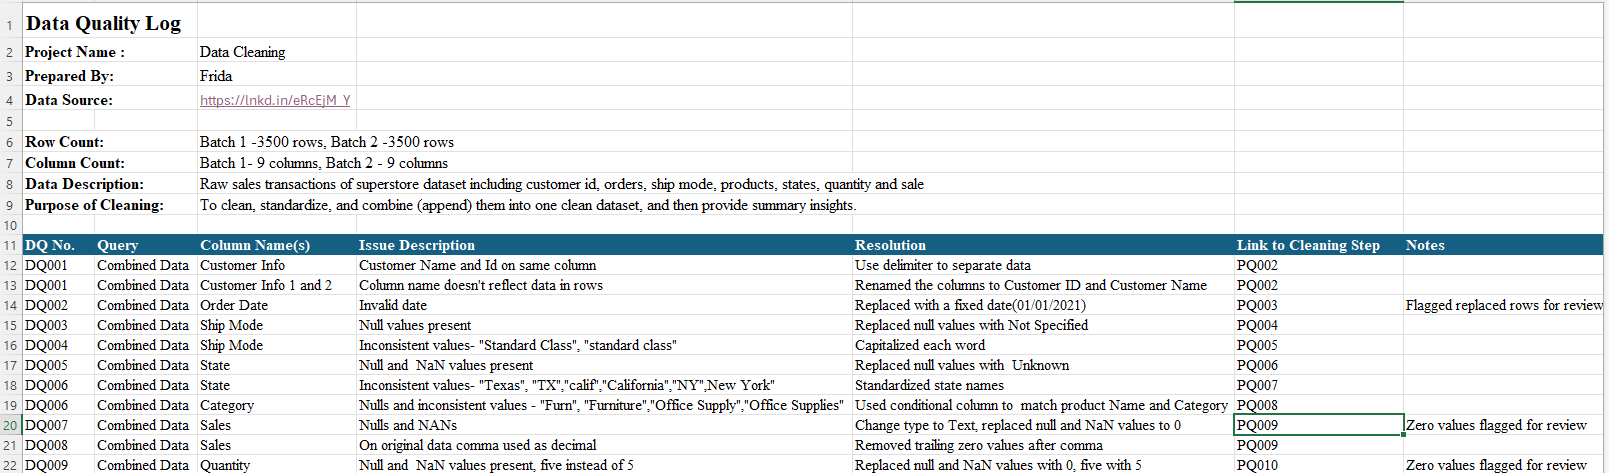 1 Data Quality Log
2 Project Name : Data Cleaning
3 Prepared By: Frida
4 Data Source: https://lnkd.in/eRcEjM_Y
5
6 Row Count: Batch 1 -3500 rows, Batch 2 -3500 rows
7 Column Count: Batch 1- 9 columns, Batch 2 - 9 columns
8 Data Description: Raw sales transactions of superstore dataset including customer id, orders, ship mode, products, states, quantity and sale
9 Purpose of Cleaning: To clean, standardize, and combine (append) them into one clean dataset, and then provide summary insights.
10
11 DQ No. Query Column Name(s) Issue Description Resolution Link to Cleaning Step Notes
12 DQ001 Combined Data Customer Info Customer Name and Id on same column Use delimiter to separate data PQ002
13 DQ001 Combined Data Customer Info 1 and 2 Column name doesn't reflect data in rows Renamed the columns to Customer ID and Customer Name PQ002
14 DQ002 Combined Data Order Date Invalid date Replaced with a fixed date(01/01/2021) PQ003 Flagged replaced rows for review
15 DQ003 Combined Data Ship Mode Null values present Replaced null values with Not Specified PQ004
16 DQ004 Combined Data Ship Mode Inconsistent values- "Standard Class", "standard class" Capitalized each word PQ005
17 DQ005 Combined Data State Null and NaN values present Replaced null values with Unknown PQ006
18 DQ006 Combined Data State Inconsistent values- "Texas", "TX","calif","California","NY",New York" Standardized state names PQ007
19 DQ006 Combined Data Category Nulls and inconsistent values - "Furn", "Furniture","Office Supply","Office Supplies" Used conditional column to match product Name and Category PQ008
20 DQ007 Combined Data Sales Nulls and NANs Change type to Text, replaced null and NaN values to 0 PQ009 Zero values flagged for review
21 DQ008 Combined Data Sales On original data comma used as decimal Removed trailing zero values after comma PQ009
22 DQ009 Combined Data Quantity Null and NaN values present, five instead of 5 Replaced null and NaN values with 0, five with 5 PQ010 Zero values flagged for review